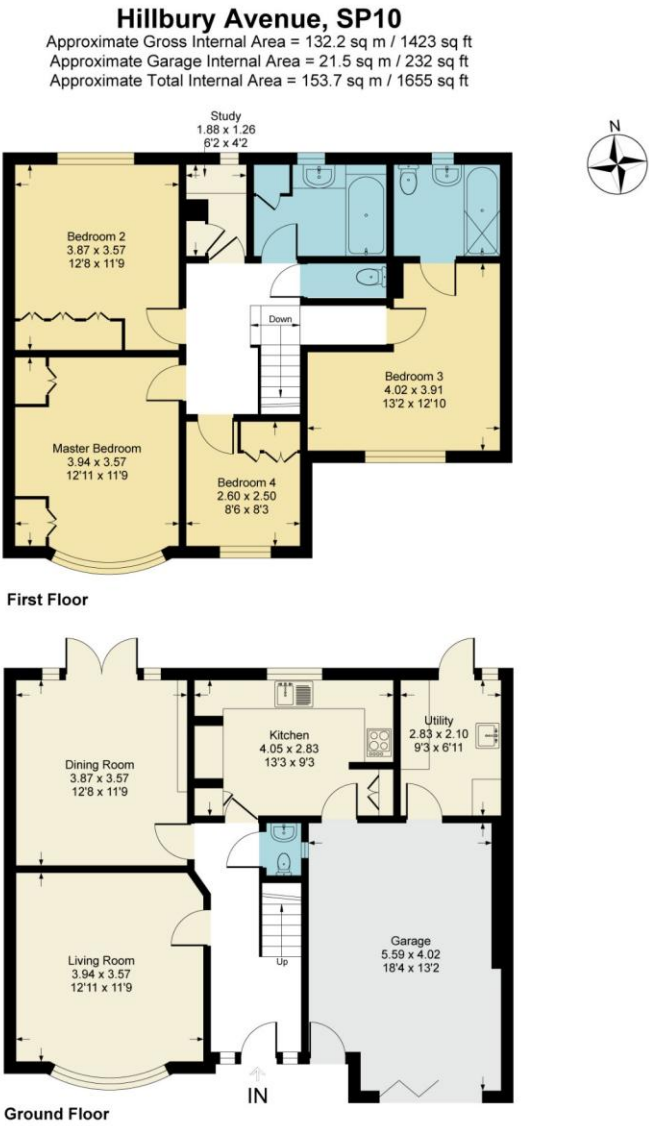 Hillbury Avenue, SP10
Approximate Gross Internal Area = 132.2 sq m / 1423 sq ft
Approximate Garage Internal Area = 21.5 sq m / 232 sq ft
Approximate Total Internal Area = 153.7 sq m / 1655 sq ft
N
Study
1.88 x 1.26
6'2 x 4'2
Bedroom 2
3.87 x 3.57
12'8 x 11'9
Down
Bedroom 3
4.02 x 3.91
13'2 x 12'10
Master Bedroom
3.94 x 3.57
12'11 x 11'9
Bedroom 4
2.60 x 2.50
8'6 x 8'3
First Floor
Utility
2.83 x 2.10
9'3 x 6'11
Kitchen
4.05 x 2.83
13'3 x 9'3
Dining Room
3.87 x 3.57
12'8 x 11'9
Garage
5.59 x 4.02
18'4 x 13'2
Living Room
3.94 x 3.57
12'11 x 11'9
Up
IN
Ground Floor